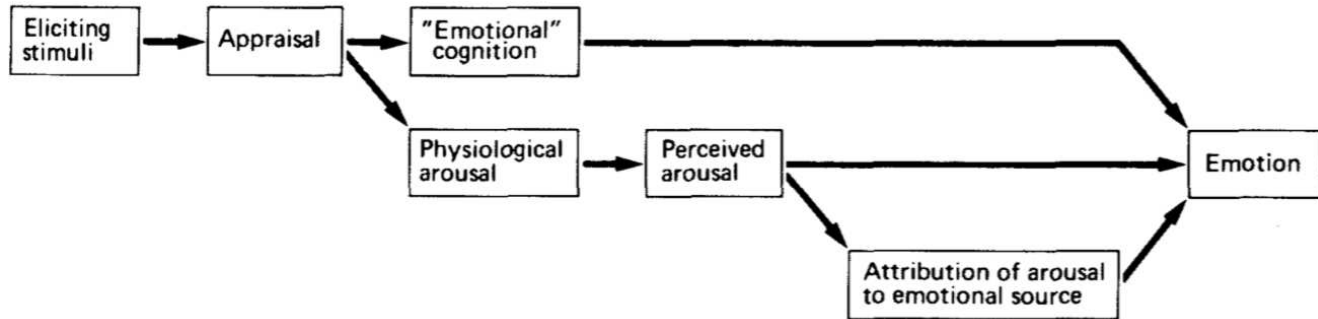 Eliciting
stimuli
Appraisal
"Emotional"
cognition
Physiological
arousal
Perceived
arousal
Emotion
Attribution of arousal
to emotional source